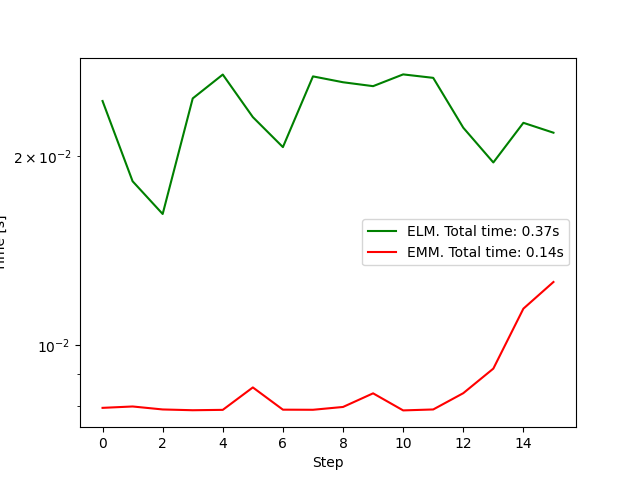 2 × 10⁻²
10⁻²
Time [s]
ELM. Total time: 0.37s
EMM. Total time: 0.14s
0 2 4 6 8 10 12 14
Step